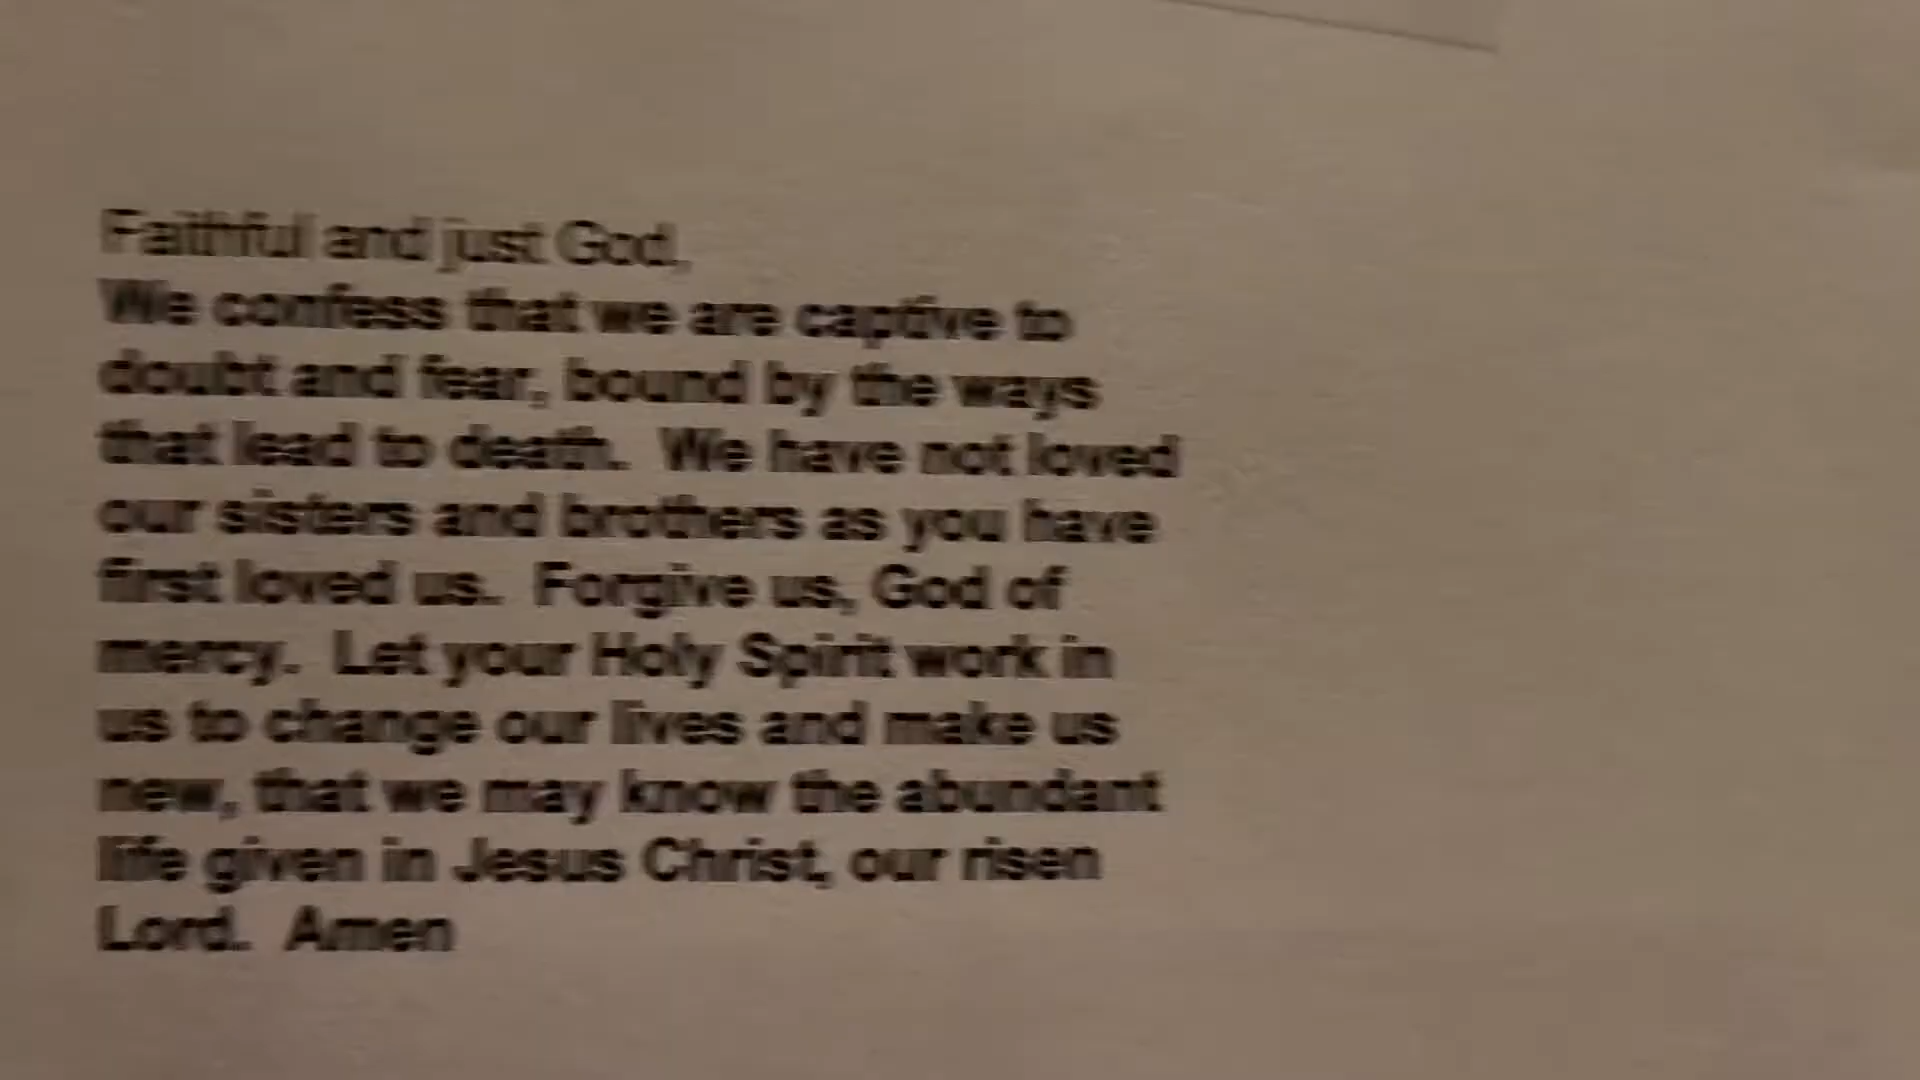 Faithful and just God,
We confess that we are captive to
doubt and fear, bound by the ways
that lead to death.  We have not loved
our sisters and brothers as you have
first loved us.  Forgive us, God of
mercy.  Let your Holy Spirit work in
us to change our lives and make us
new, that we may know the abundant
life given in Jesus Christ, our risen
Lord.  Amen